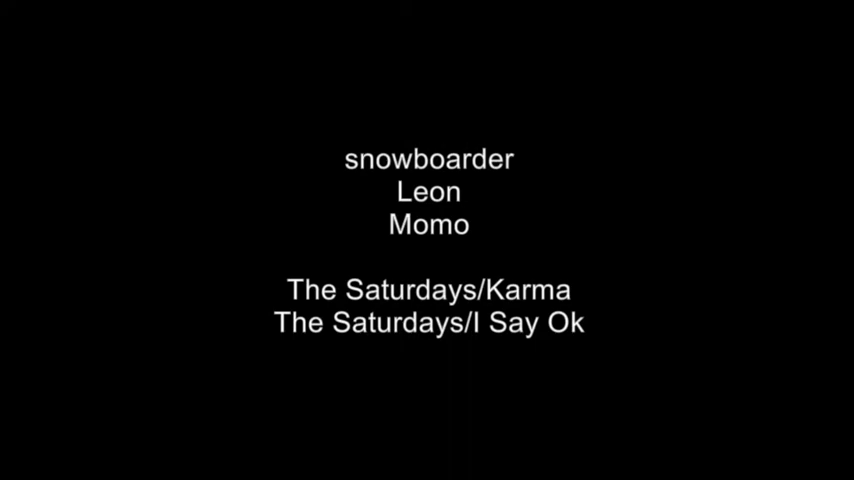 snowboarder
Leon
Momo
The Saturdays/Karma
The Saturdays/I Say Ok